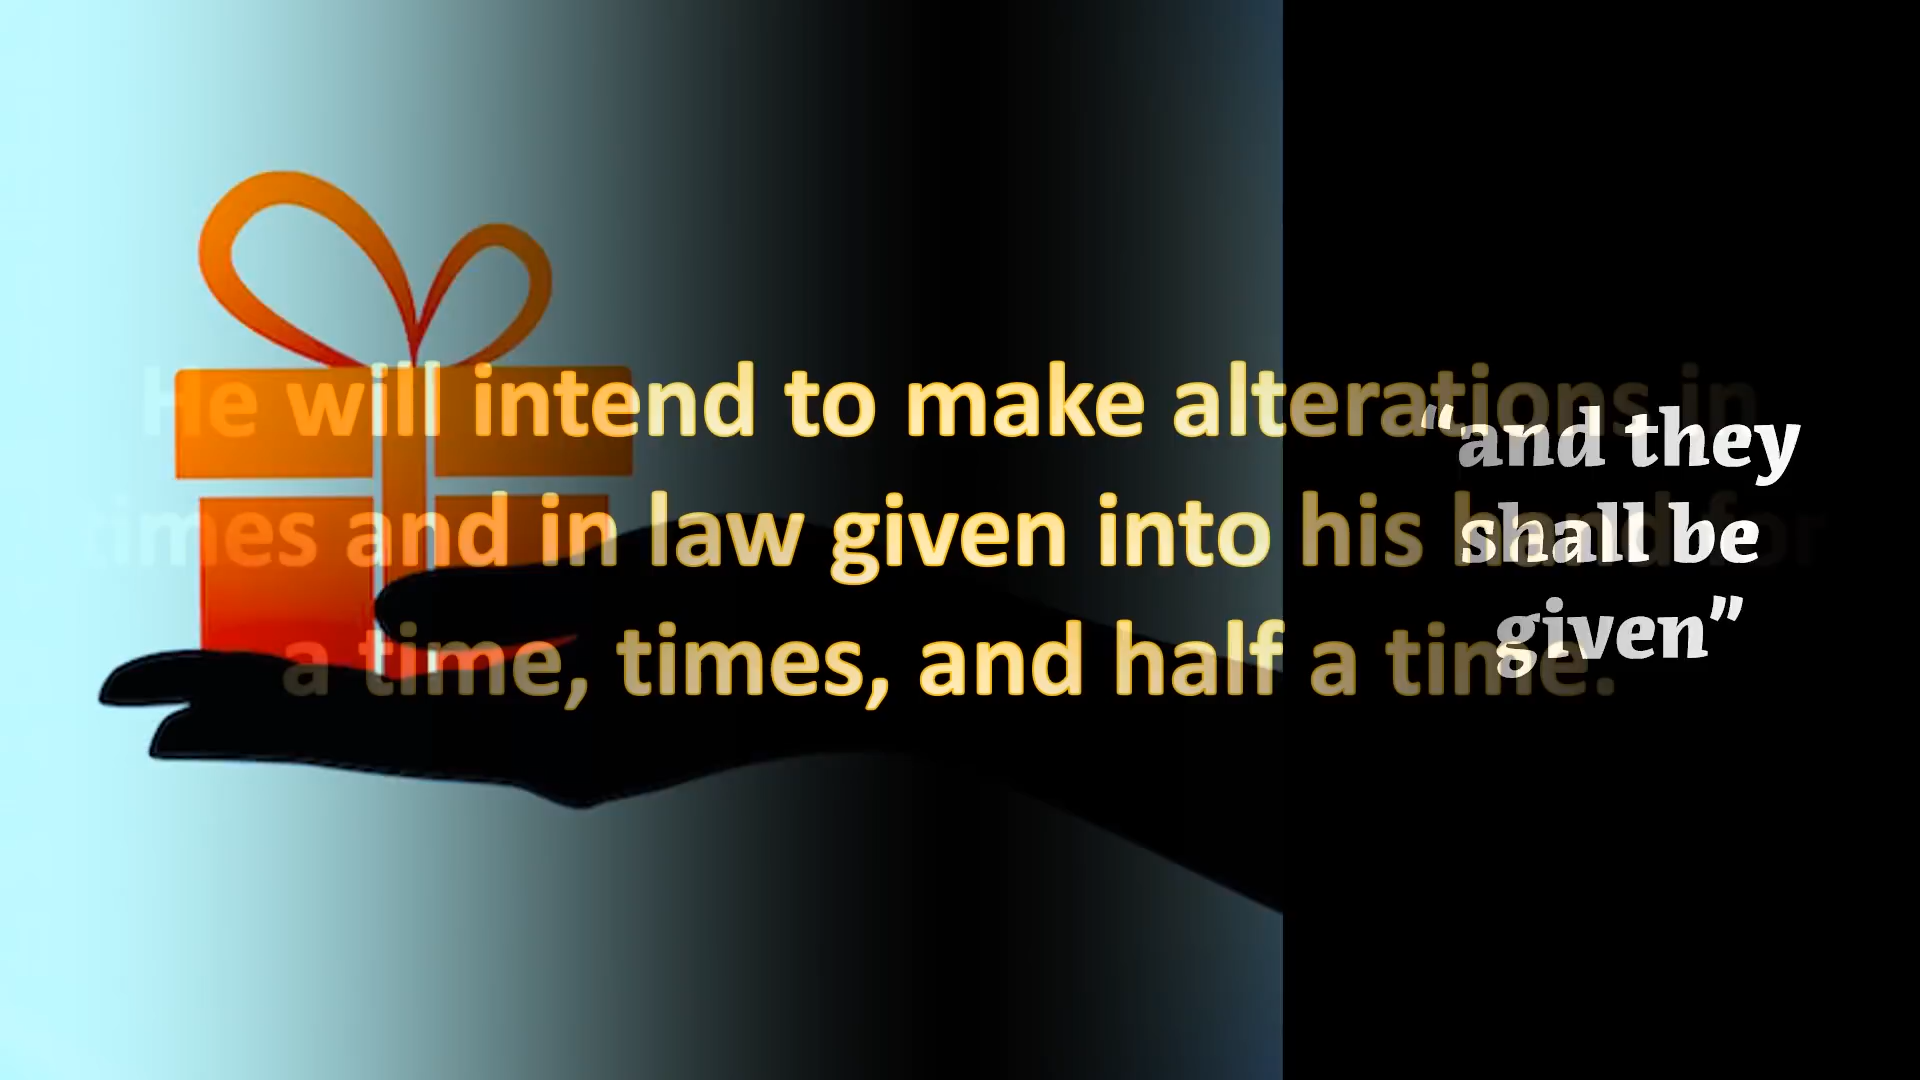 He will intend to make alterations in
times and in law given into his hand for
a time, times, and half a time.
“and they
shall be
given”